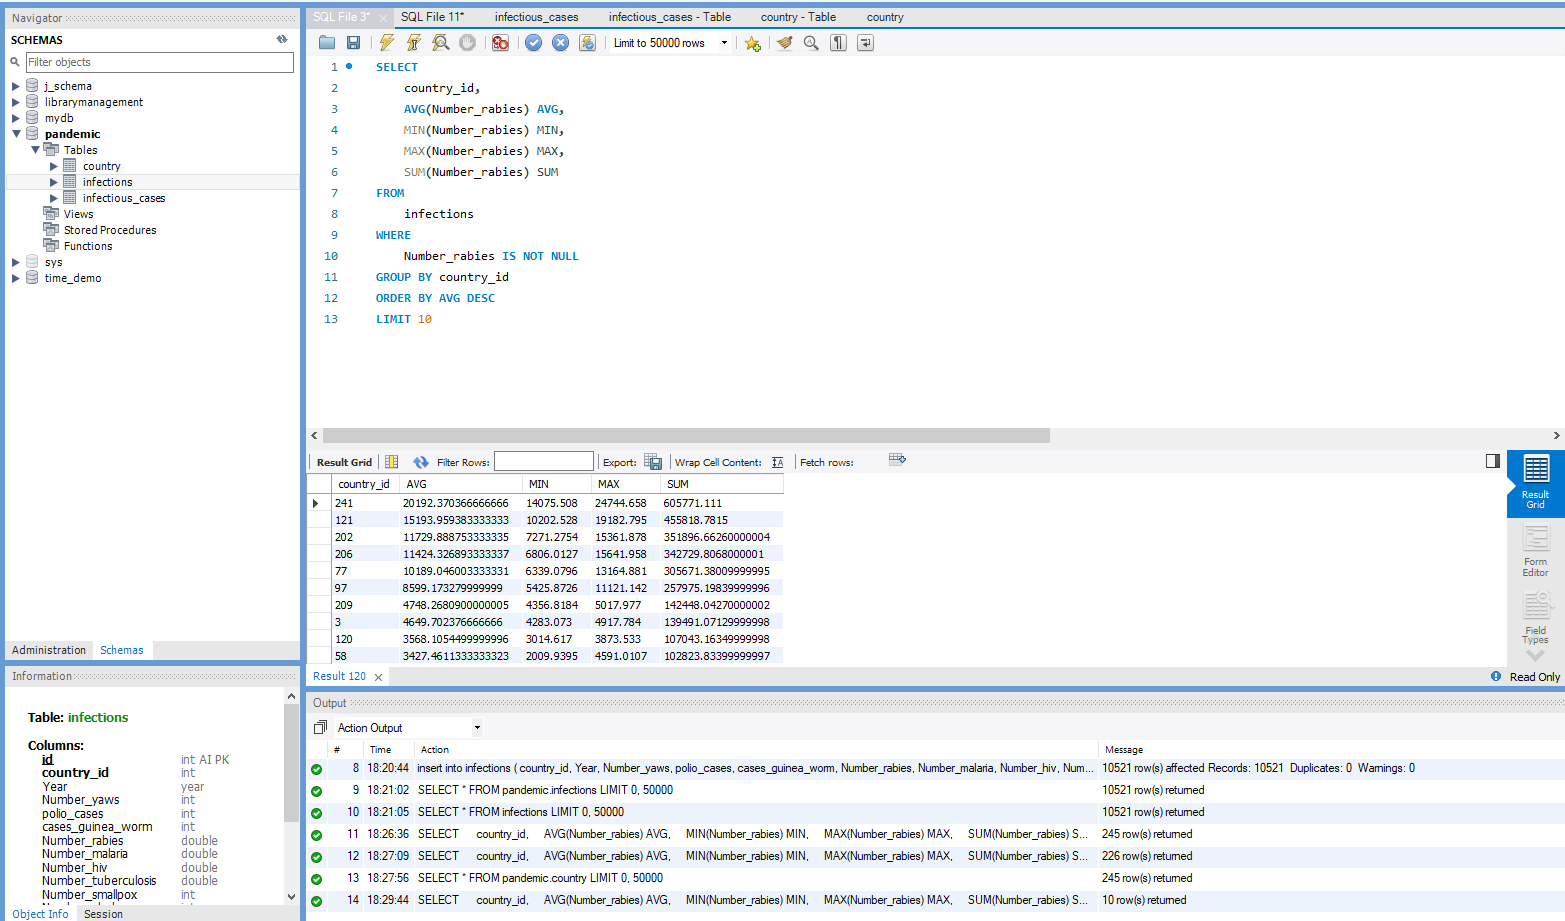 Navigator
SCHEMAS
Filter objects
j_schema
librarymanagement
mydb
pandemic
Tables
country
infections
infectious_cases
Views
Stored Procedures
Functions
sys
time_demo
Administration Schemas
Information
Table: infections
Columns:
id int AI PK
country_id int
Year year
Number_yaws int
polio_cases int
cases_guinea_worm int
Number_rabies double
Number_malaria double
Number_hiv double
Number_tuberculosis double
Number_smallpox int
Object Info Session
SQL File 3* SQL File 11* infectious_cases infectious_cases - Table country - Table country
Limit to 50000 rows
1 SELECT
2 country_id,
3 AVG(Number_rabies) AVG,
4 MIN(Number_rabies) MIN,
5 MAX(Number_rabies) MAX,
6 SUM(Number_rabies) SUM
7 FROM
8 infections
9 WHERE
10 Number_rabies IS NOT NULL
11 GROUP BY country_id
12 ORDER BY AVG DESC
13 LIMIT 10
Result Grid Filter Rows: Export: Wrap Cell Content: Fetch rows:
country_id AVG MIN MAX SUM
241 20192.370366666666 14075.508 24744.658 605771.111
121 15193.959383333333 10202.528 19182.795 455818.7815
202 11729.888753333335 7271.2754 15361.878 351896.66260000004
206 11424.326893333337 6806.0127 15641.958 342729.8068000001
77 10189.046003333331 6339.0796 13164.881 305671.38009999995
97 8599.173279999999 5425.8726 11121.142 257975.19839999996
209 4748.2680900000005 4356.8184 5017.977 142448.04270000002
3 4649.702376666666 4283.073 4917.784 139491.07129999998
120 3568.1054499999996 3014.617 3873.533 107043.16349999998
58 3427.4611333333323 2009.9395 4591.0107 102823.83399999997
Result Grid
Form Editor
Field Types
Result 120
Read Only
Output
Action Output
# Time Action Message
8 18:20:44 insert into infections ( country_id, Year, Number_yaws, polio_cases, cases_guinea_worm, Number_rabies, Number_malaria, Number_hiv, Num... 10521 row(s) affected Records: 10521 Duplicates: 0 Warnings: 0
9 18:21:02 SELECT * FROM pandemic.infections LIMIT 0, 50000 10521 row(s) returned
10 18:21:05 SELECT * FROM infections LIMIT 0, 50000 10521 row(s) returned
11 18:26:36 SELECT country_id, AVG(Number_rabies) AVG, MIN(Number_rabies) MIN, MAX(Number_rabies) MAX, SUM(Number_rabies) S... 245 row(s) returned
12 18:27:09 SELECT country_id, AVG(Number_rabies) AVG, MIN(Number_rabies) MIN, MAX(Number_rabies) MAX, SUM(Number_rabies) S... 226 row(s) returned
13 18:27:56 SELECT * FROM pandemic.country LIMIT 0, 50000 245 row(s) returned
14 18:29:44 SELECT country_id, AVG(Number_rabies) AVG, MIN(Number_rabies) MIN, MAX(Number_rabies) MAX, SUM(Number_rabies) S... 10 row(s) returned